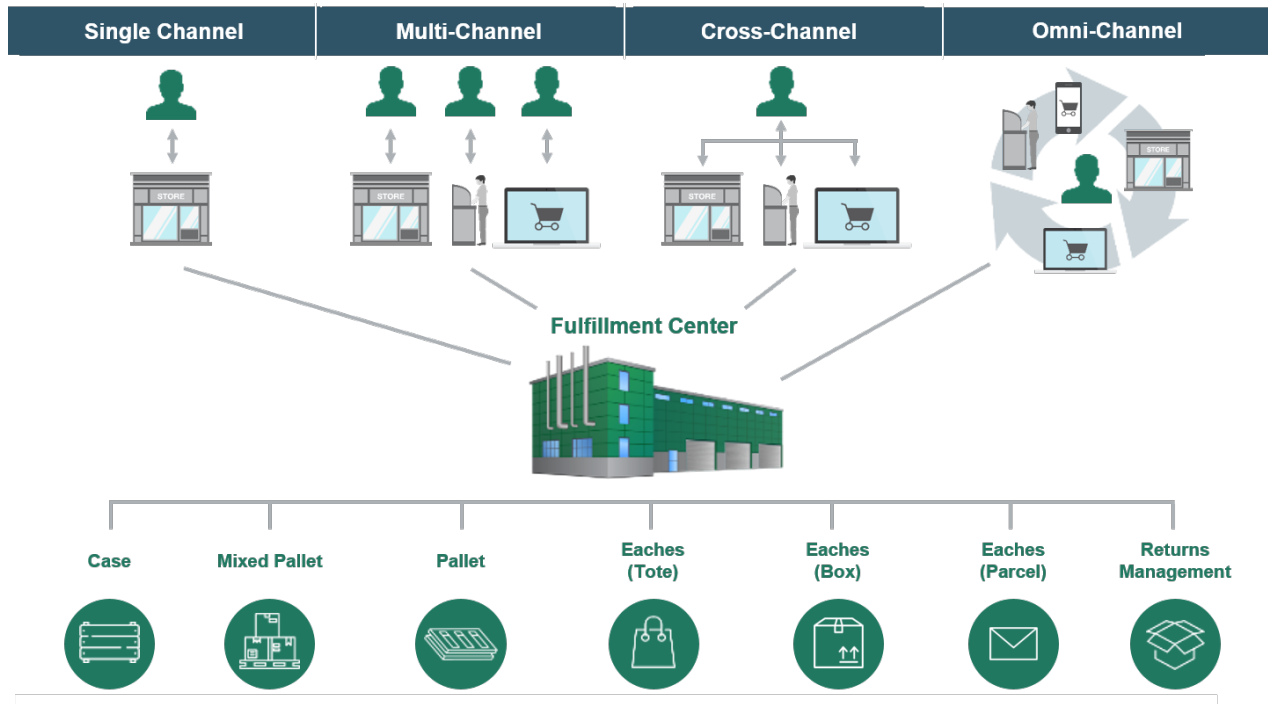 Single Channel
Multi-Channel
Cross-Channel
Omni-Channel
STORE
STORE
STORE
STORE
Fulfillment Center
Case
Mixed Pallet
Pallet
Eaches
(Tote)
Eaches
(Box)
Eaches
(Parcel)
Returns
Management